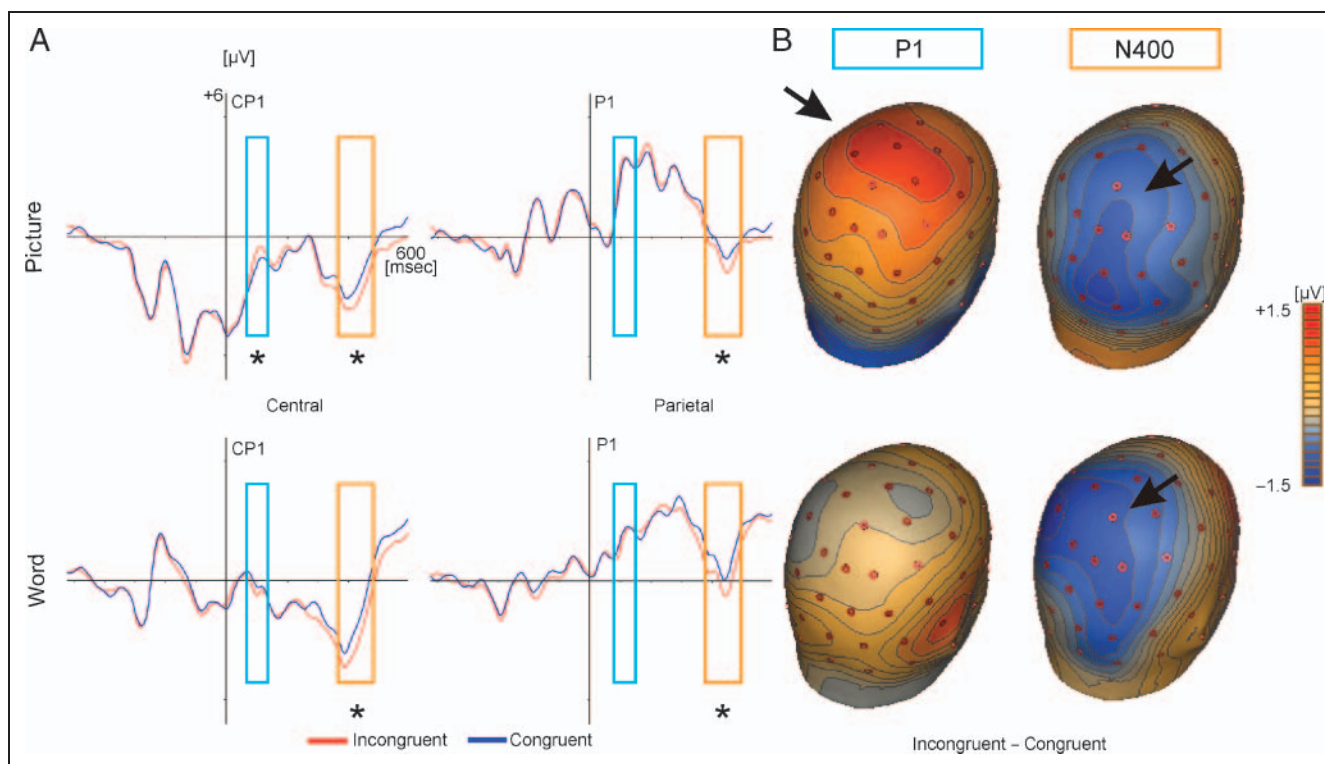 A
B
P1
N400
[µV]
+6
CP1
P1
Picture
600
[msec]
*
*
*
Central
Parietal
[µV]
+1.5
−1.5
CP1
P1
Word
*
*
Incongruent
Congruent
Incongruent – Congruent